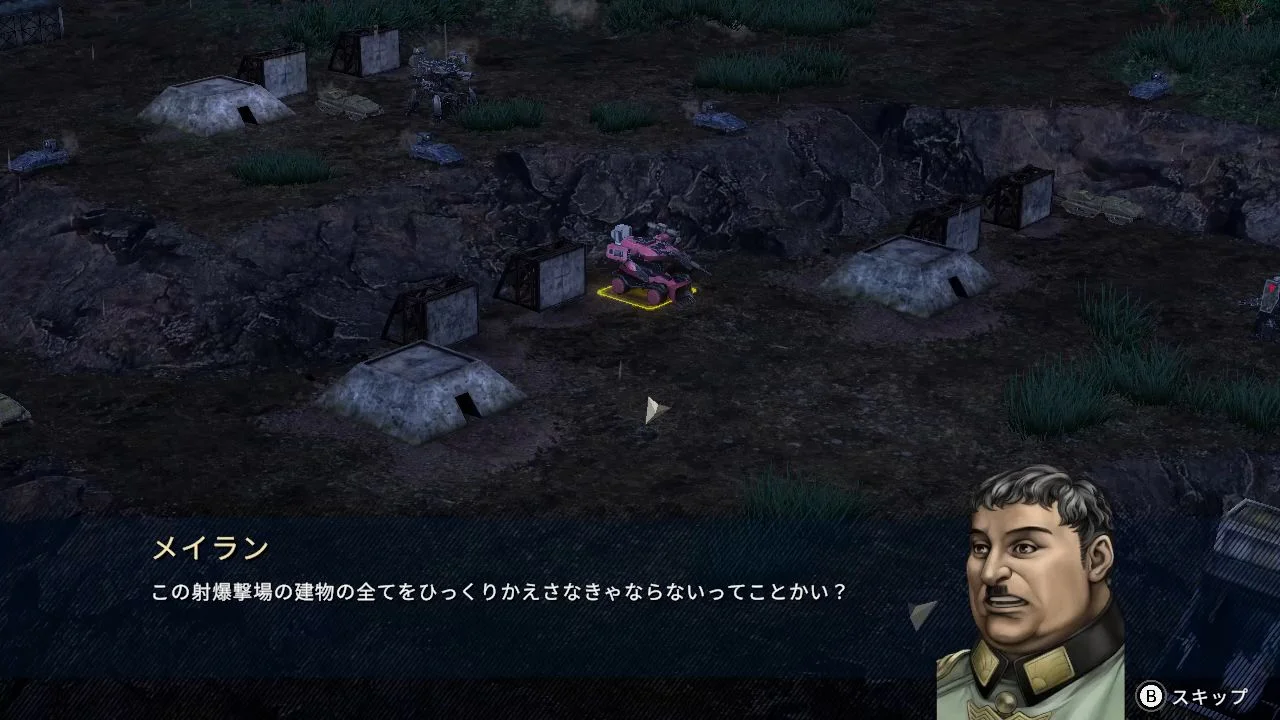 メイラン
この射爆撃場の建物の全てをひっくりかえさなきゃならないってことかい？
B スキップ